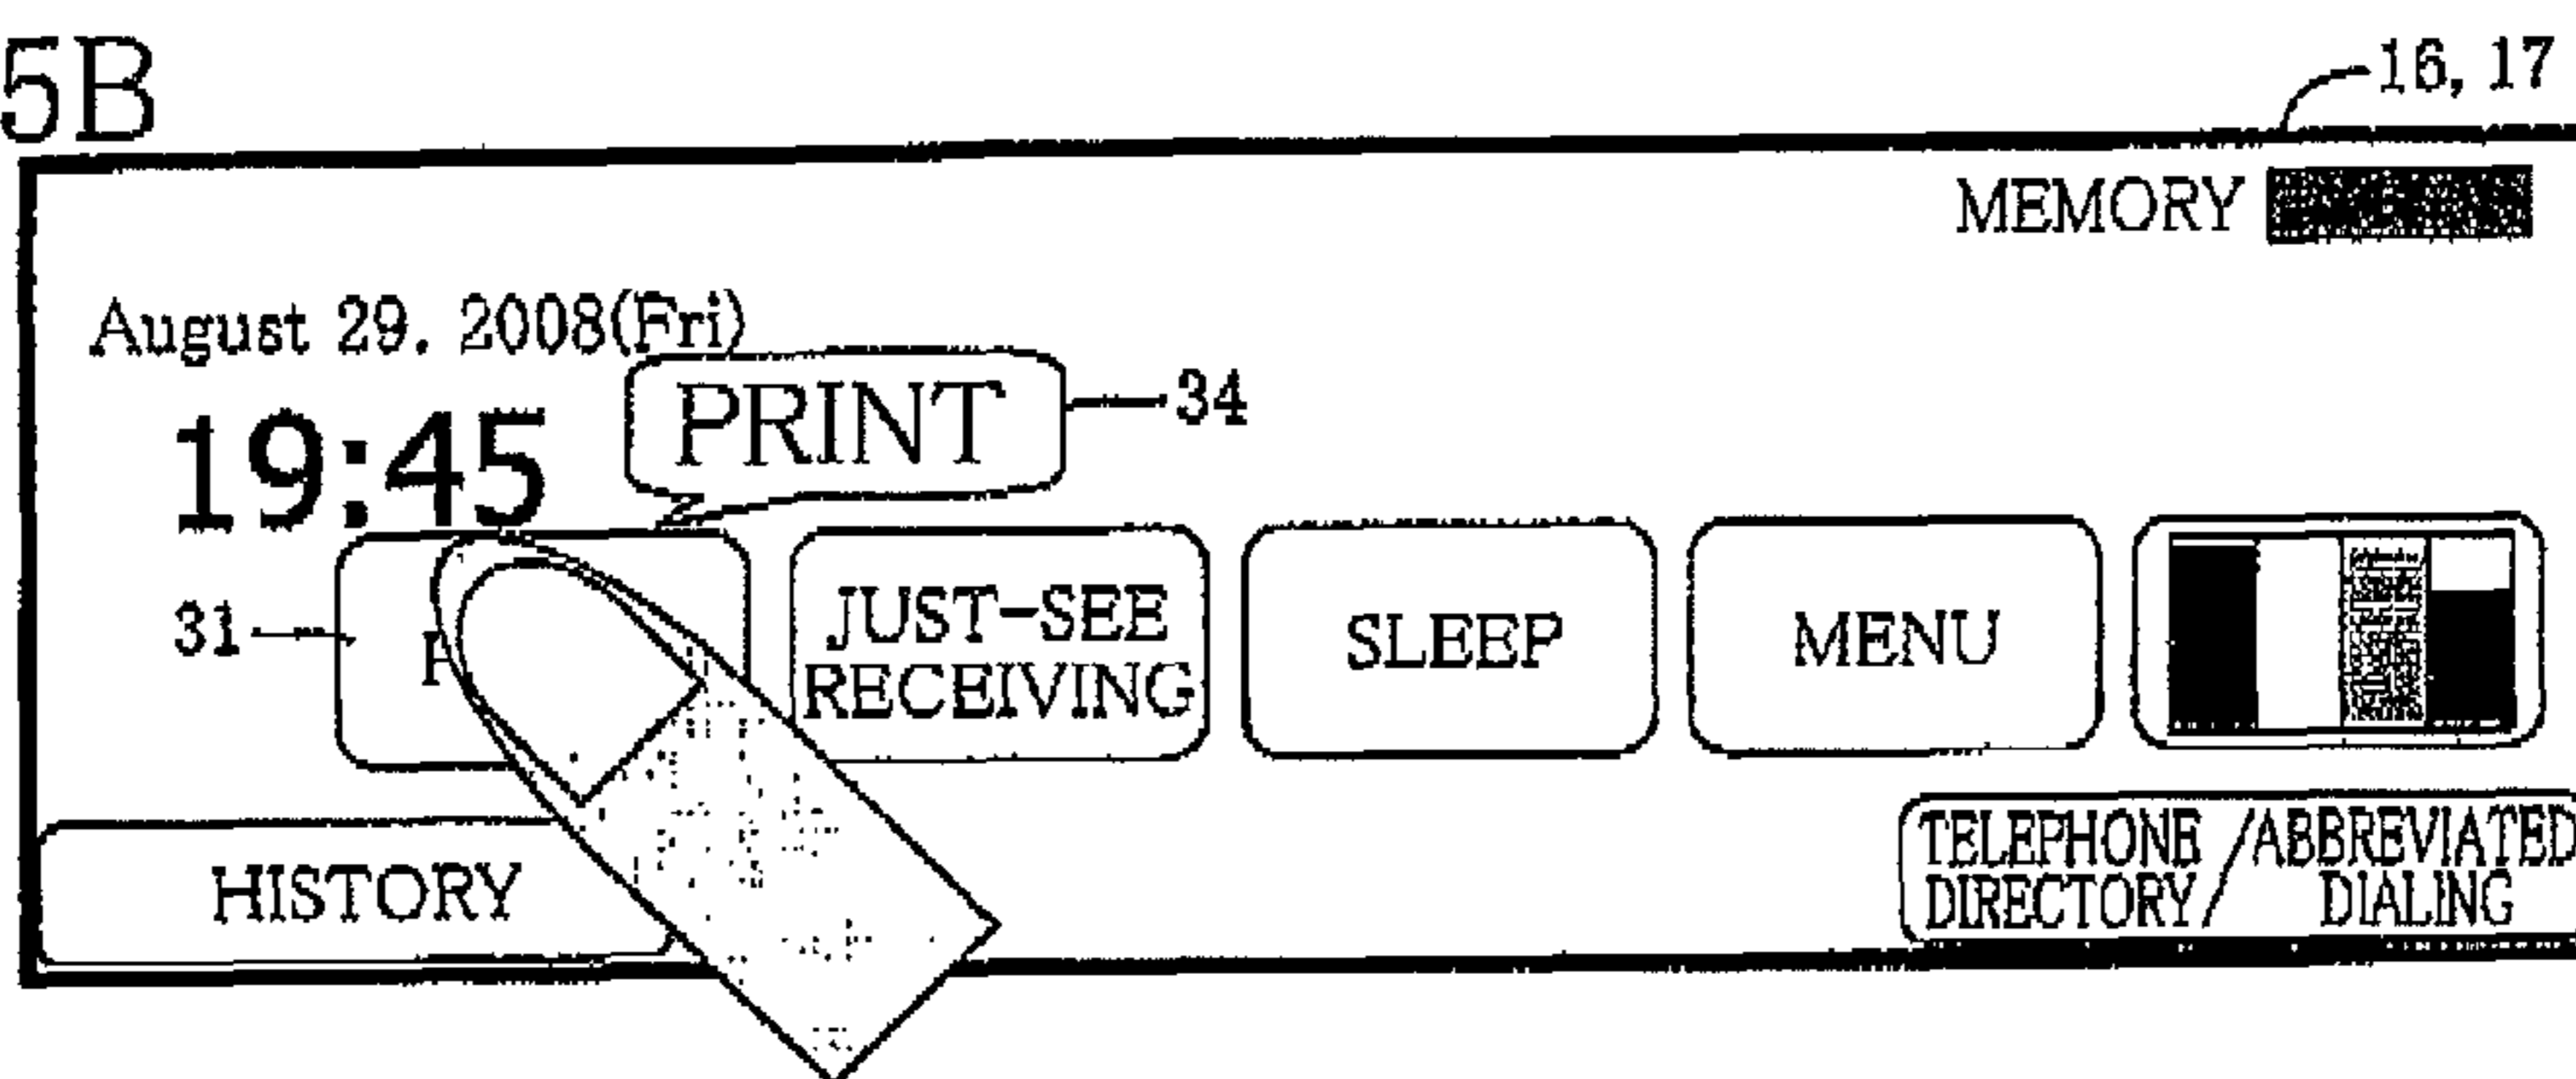 5B
16, 17
MEMORY
August 29. 2008(Fri)
19:45
PRINT
34
31
P
JUST-SEE
RECEIVING
SLEEP
MENU
HISTORY
TELEPHONE /ABBREVIATED
DIRECTORY/ DIALING